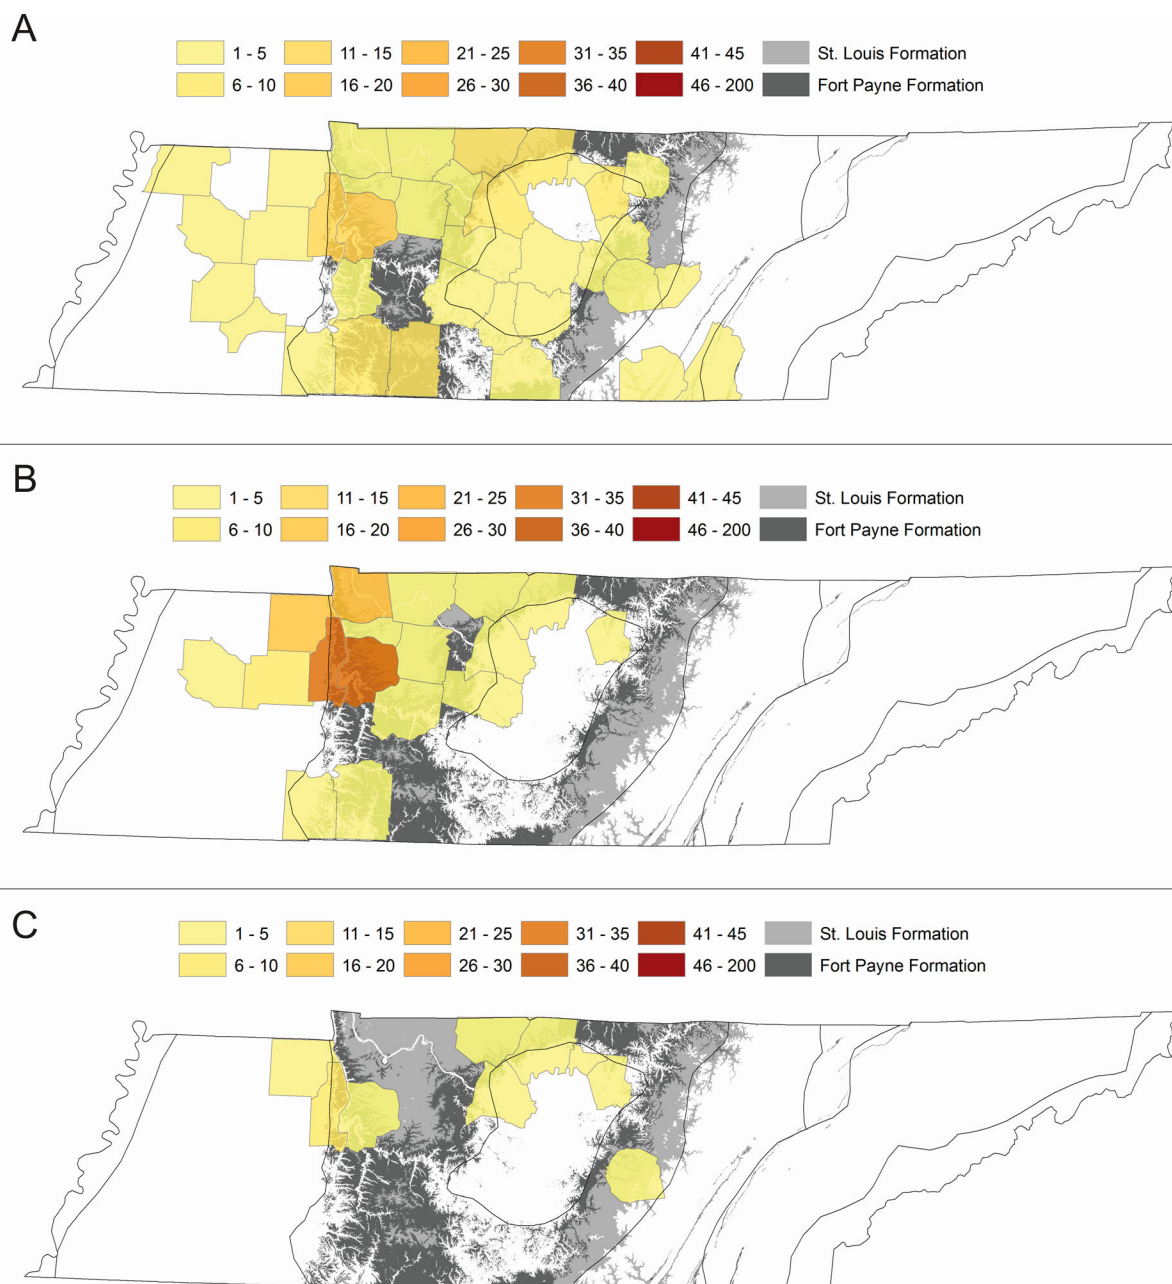 A
1 - 5 11 - 15 21 - 25 31 - 35 41 - 45 St. Louis Formation
6 - 10 16 - 20 26 - 30 36 - 40 46 - 200 Fort Payne Formation
B
1 - 5 11 - 15 21 - 25 31 - 35 41 - 45 St. Louis Formation
6 - 10 16 - 20 26 - 30 36 - 40 46 - 200 Fort Payne Formation
C
1 - 5 11 - 15 21 - 25 31 - 35 41 - 45 St. Louis Formation
6 - 10 16 - 20 26 - 30 36 - 40 46 - 200 Fort Payne Formation